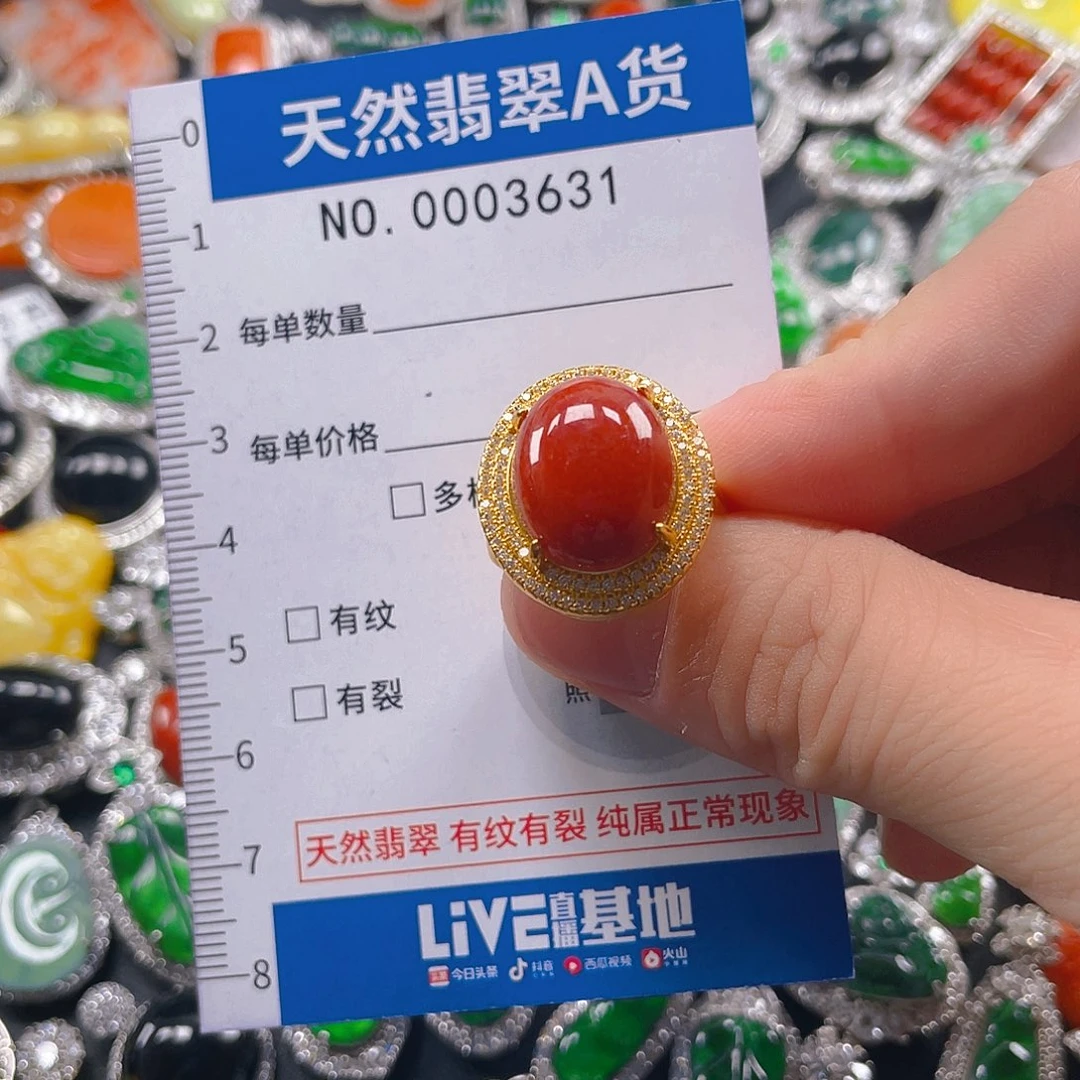 天然翡翠A货
NO. 0003631
0
1
2
3
4
5
6
7
8
每单数量
每单价格
□多
□有纹
□有裂
照
天然翡翠 有纹有裂 纯属正常现象
LiVE直播基地
今日头条 抖音 西瓜视频 火山